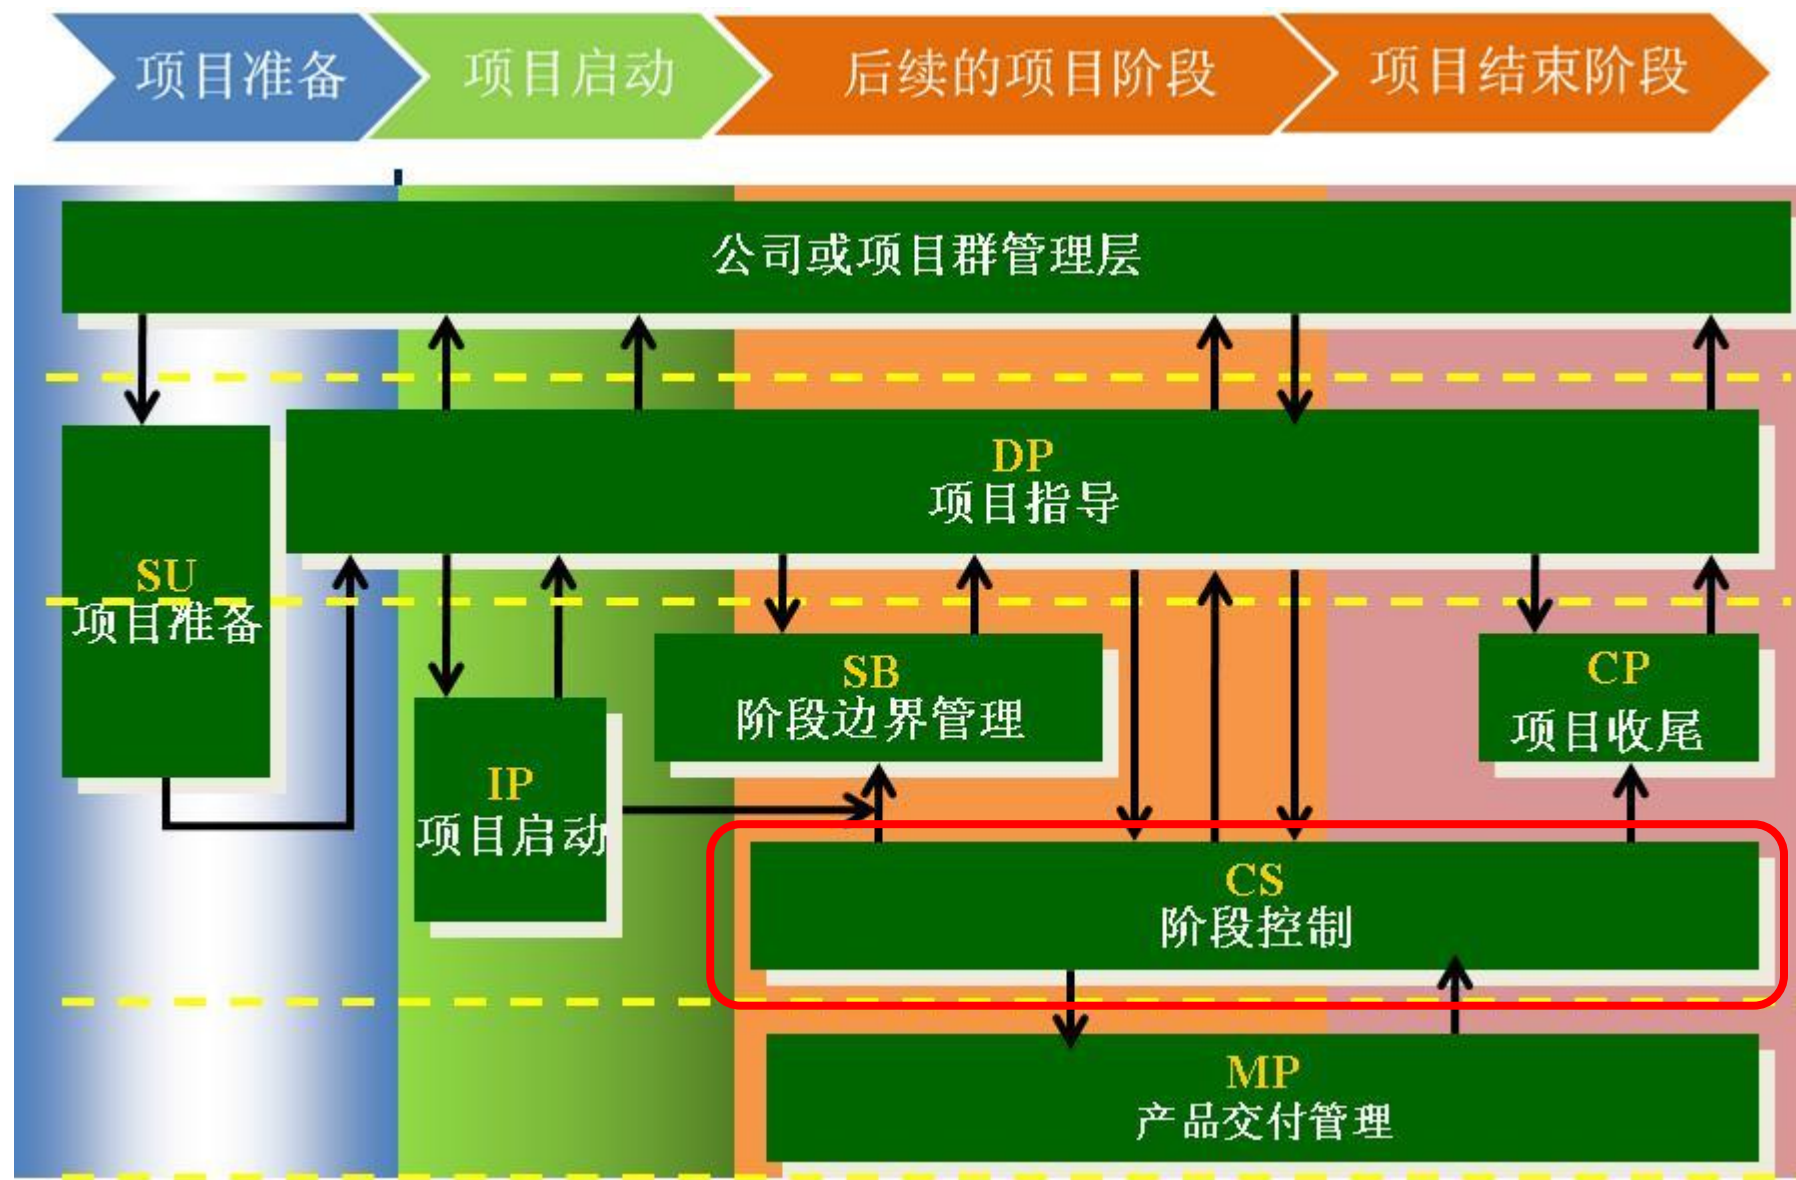 项目准备
项目启动
后续的项目阶段
项目结束阶段
公司或项目群管理层
DP
项目指导
SU
项目准备
SB
阶段边界管理
CP
项目收尾
IP
项目启动
CS
阶段控制
MP
产品交付管理